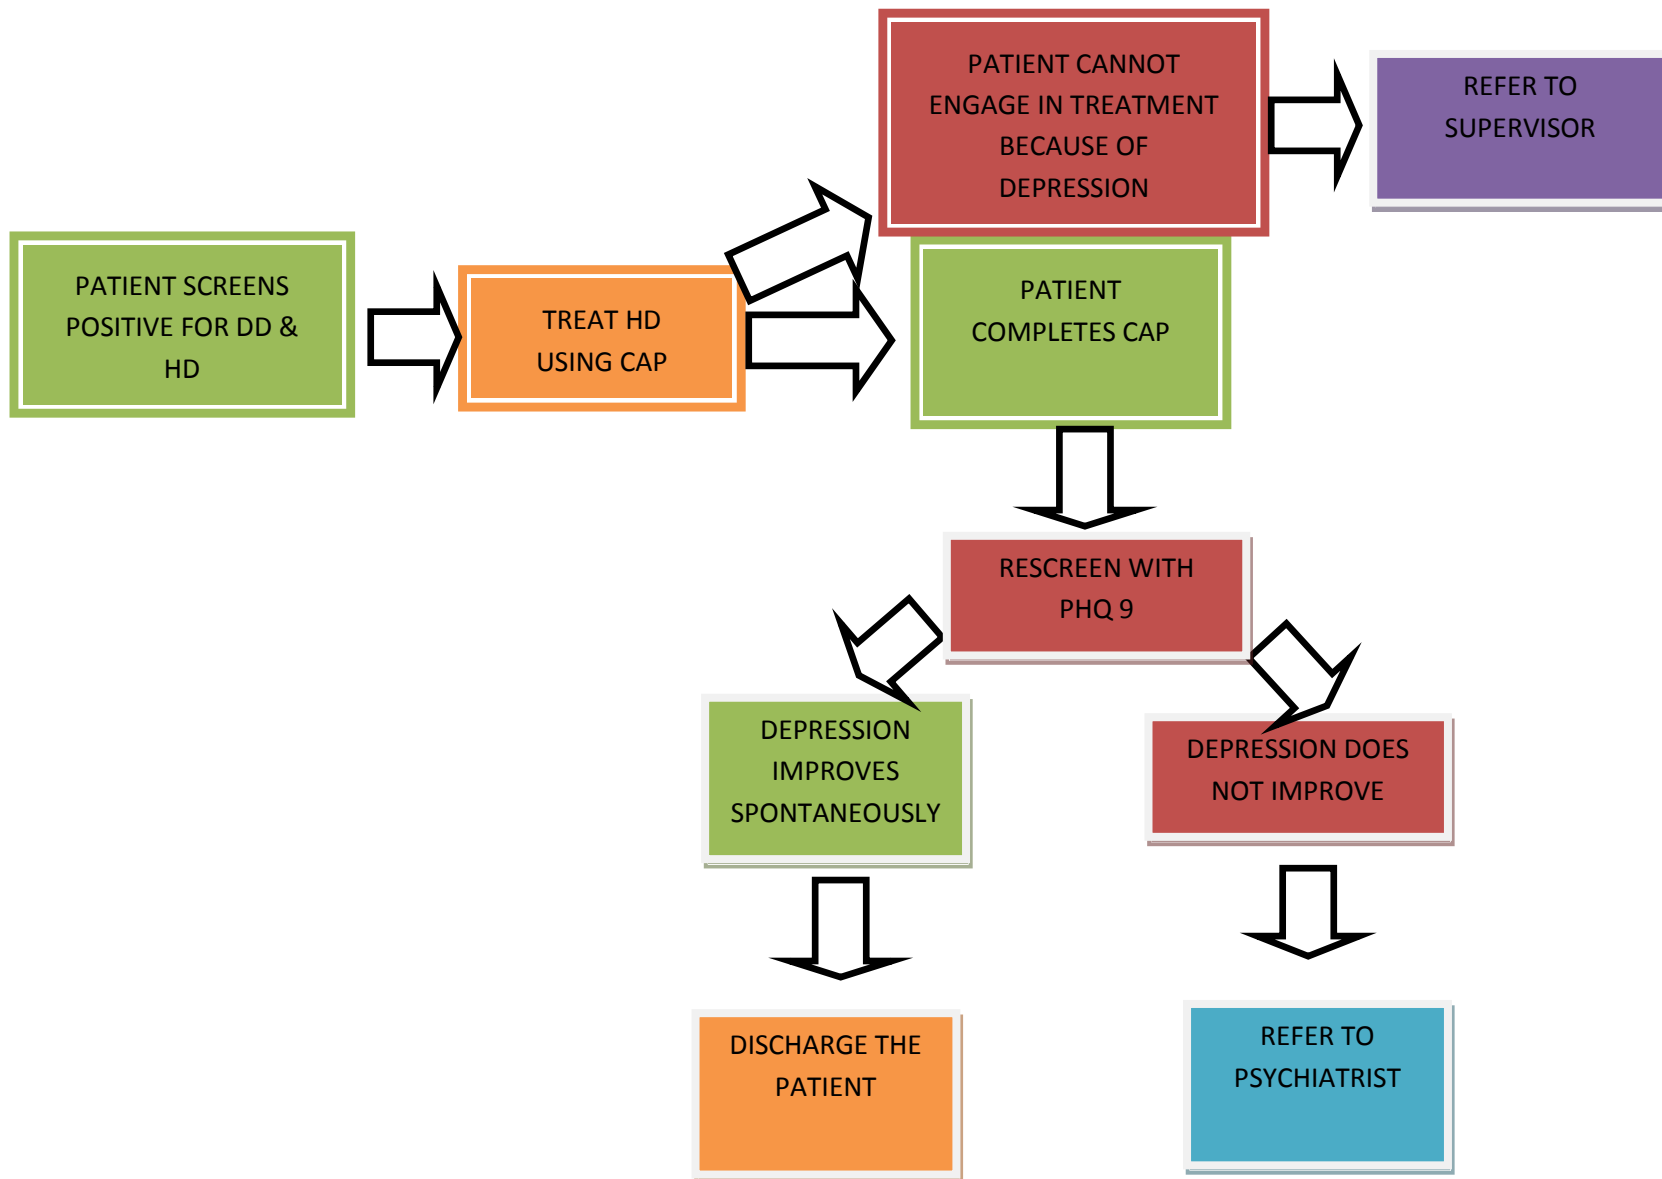 PATIENT CANNOT
ENGAGE IN TREATMENT
BECAUSE OF
DEPRESSION
REFER TO
SUPERVISOR
PATIENT SCREENS
POSITIVE FOR DD &
HD
TREAT HD
USING CAP
PATIENT
COMPLETES CAP
RESCREEN WITH
PHQ 9
DEPRESSION
IMPROVES
SPONTANEOUSLY
DEPRESSION DOES
NOT IMPROVE
DISCHARGE THE
PATIENT
REFER TO
PSYCHIATRIST